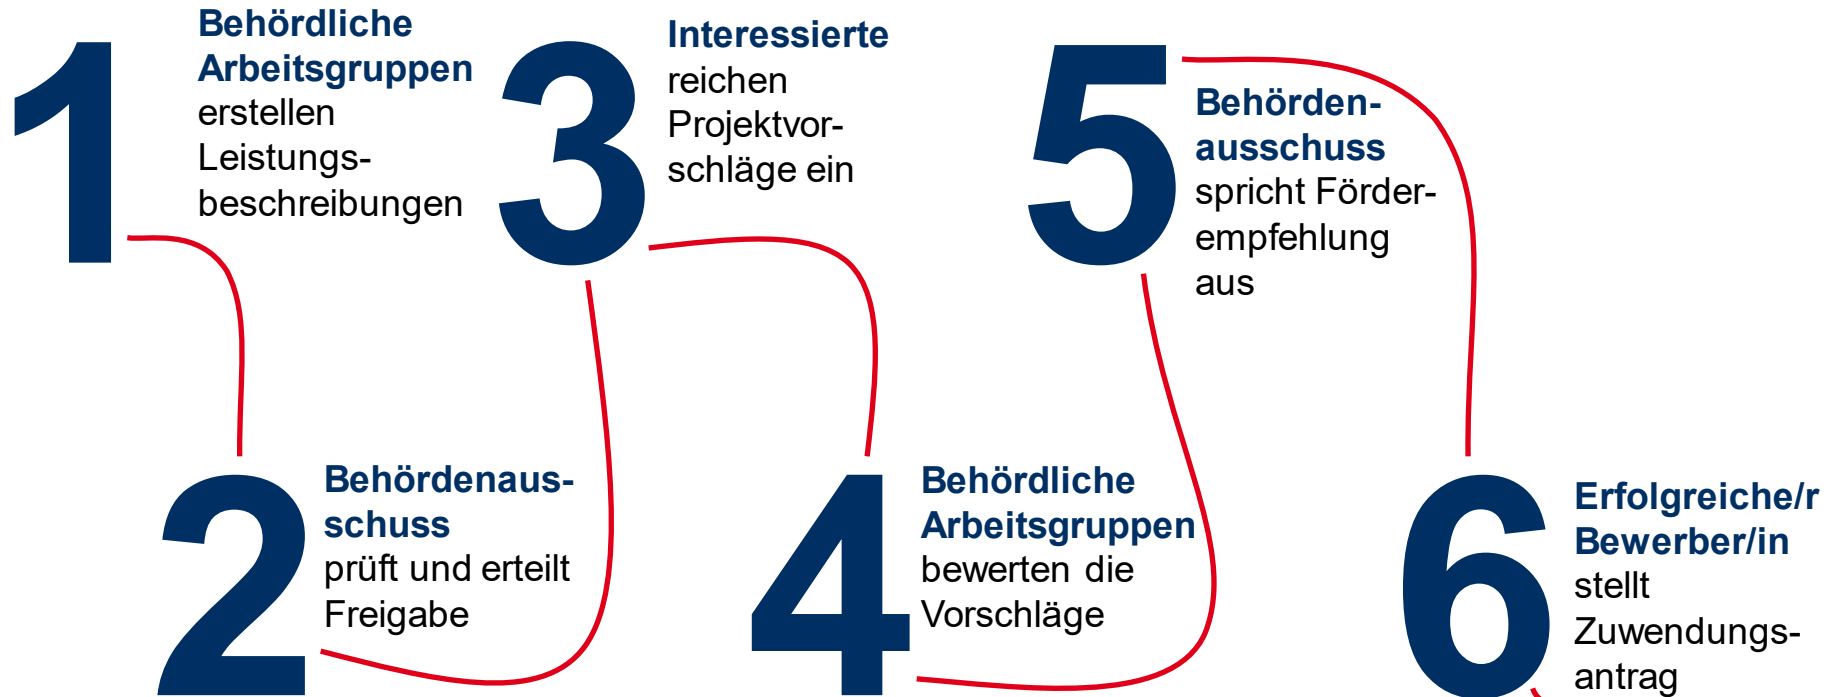 1
Behördliche
Arbeitsgruppen
erstellen
Leistungs-
beschreibungen
2
Behördenaus-
schuss
prüft und erteilt
Freigabe
3
Interessierte
reichen
Projektvor-
schläge ein
4
Behördliche
Arbeitsgruppen
bewerten die
Vorschläge
5
Behörden-
ausschuss
spricht Förder-
empfehlung
aus
6
Erfolgreiche/r
Bewerber/in
stellt
Zuwendungs-
antrag